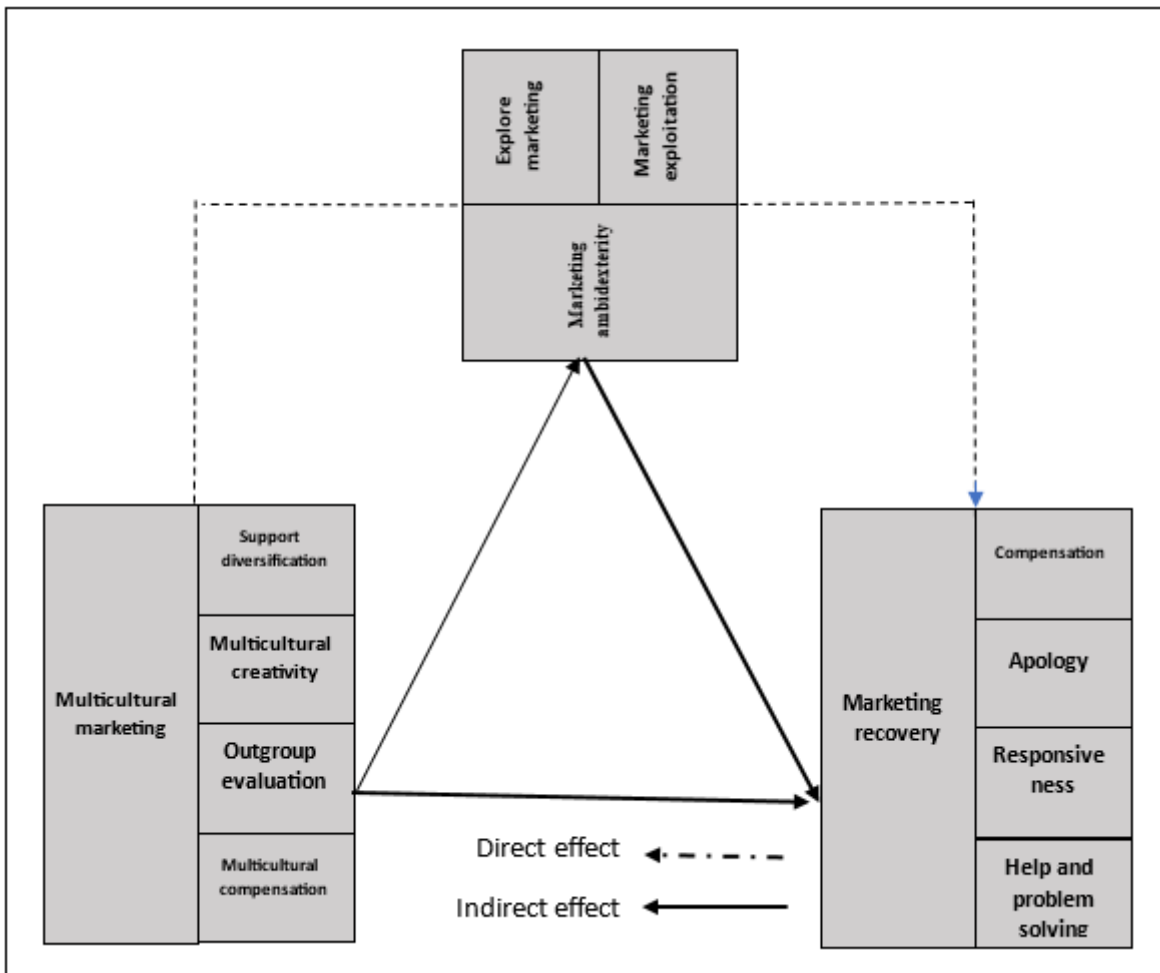 Explore
marketing
Marketing
exploitation
Marketing
ambidexterity
Multicultural
marketing
Support
diversification
Multicultural
creativity
Outgroup
evaluation
Multicultural
compensation
Marketing
recovery
Compensation
Apology
Responsive
ness
Help and
problem
solving
Direct effect
Indirect effect